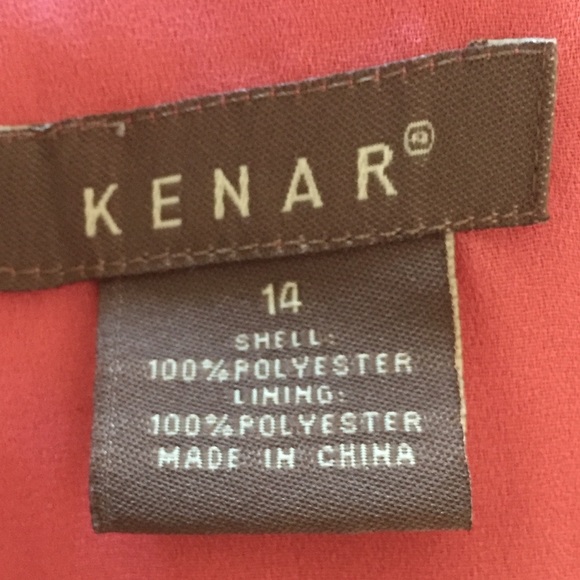 KENAR®
14
SHELL:
100%POLYESTER
LINING:
100%POLYESTER
MADE IN CHINA